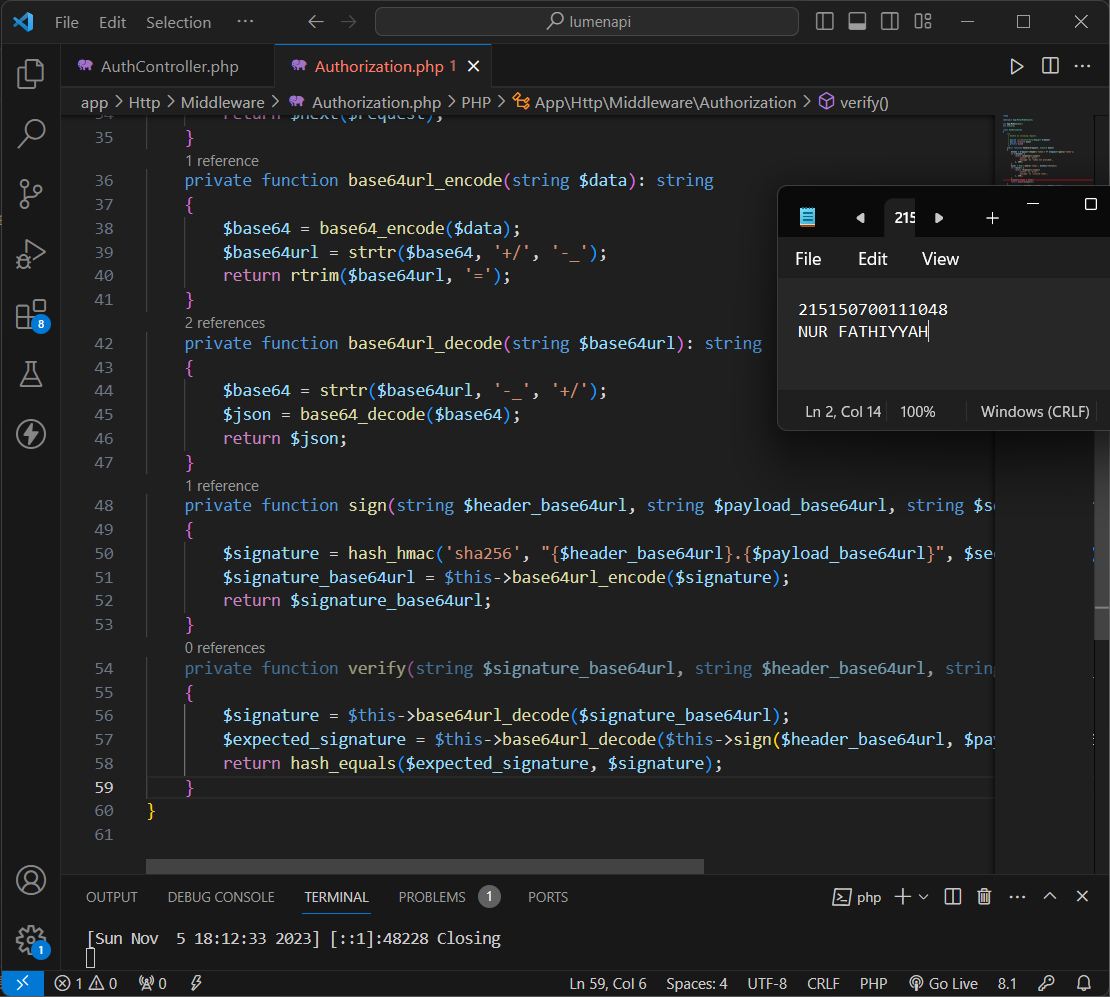 File Edit Selection ··· lumenapi
AuthController.php Authorization.php 1
app > Http > Middleware > Authorization.php > PHP > App\Http\Middleware\Authorization > verify()
34 return $next($request);
35 }
1 reference
36 private function base64url_encode(string $data): string
37 {
38 $base64 = base64_encode($data);
39 $base64url = strtr($base64, '+/', '-_');
40 return rtrim($base64url, '=');
41 }
2 references
42 private function base64url_decode(string $base64url): string
43 {
44 $base64 = strtr($base64url, '-_', '+/');
45 $json = base64_decode($base64);
46 return $json;
47 }
1 reference
48 private function sign(string $header_base64url, string $payload_base64url, string $se
49 {
50 $signature = hash_hmac('sha256', "{$header_base64url}.{$payload_base64url}", $sec
51 $signature_base64url = $this->base64url_encode($signature);
52 return $signature_base64url;
53 }
0 references
54 private function verify(string $signature_base64url, string $header_base64url, string
55 {
56 $signature = $this->base64url_decode($signature_base64url);
57 $expected_signature = $this->base64url_decode($this->sign($header_base64url, $pay
58 return hash_equals($expected_signature, $signature);
59 }
60 }
61
215
File Edit View
215150700111048
NUR FATHIYYAH
Ln 2, Col 14 100% Windows (CRLF)
8
OUTPUT DEBUG CONSOLE TERMINAL PROBLEMS 1 PORTS php
[Sun Nov  5 18:12:33 2023] [::1]:48228 Closing
1
1 0 0 Ln 59, Col 6 Spaces: 4 UTF-8 CRLF PHP Go Live 8.1